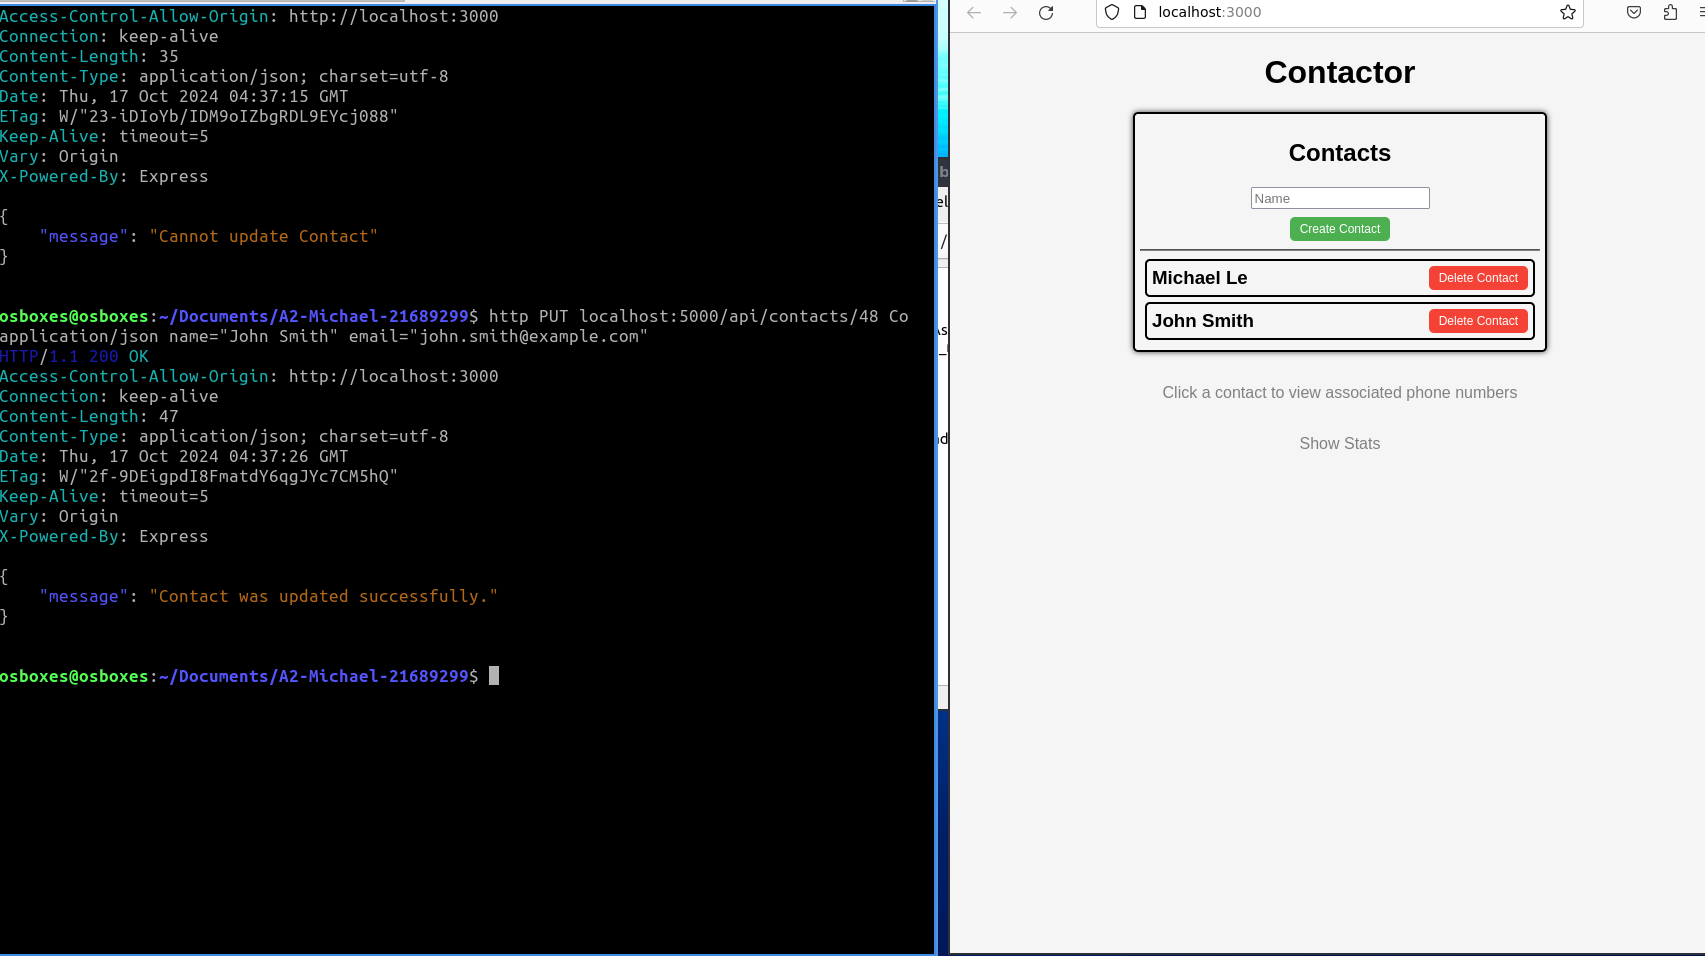 Access-Control-Allow-Origin: http://localhost:3000
Connection: keep-alive
Content-Length: 35
Content-Type: application/json; charset=utf-8
Date: Thu, 17 Oct 2024 04:37:15 GMT
ETag: W/"23-iDIoYb/IDM9oIZbgRDL9EYcj088"
Keep-Alive: timeout=5
Vary: Origin
X-Powered-By: Express
{
"message": "Cannot update Contact"
}
osboxes@osboxes:~/Documents/A2-Michael-21689299$ http PUT localhost:5000/api/contacts/48 Co
application/json name="John Smith" email="john.smith@example.com"
HTTP/1.1 200 OK
Access-Control-Allow-Origin: http://localhost:3000
Connection: keep-alive
Content-Length: 47
Content-Type: application/json; charset=utf-8
Date: Thu, 17 Oct 2024 04:37:26 GMT
ETag: W/"2f-9DEigpdI8FmatdY6qgJYc7CM5hQ"
Keep-Alive: timeout=5
Vary: Origin
X-Powered-By: Express
{
"message": "Contact was updated successfully."
}
osboxes@osboxes:~/Documents/A2-Michael-21689299$
localhost:3000
Contactor
Contacts
Name
Create Contact
Michael Le
Delete Contact
John Smith
Delete Contact
Click a contact to view associated phone numbers
Show Stats